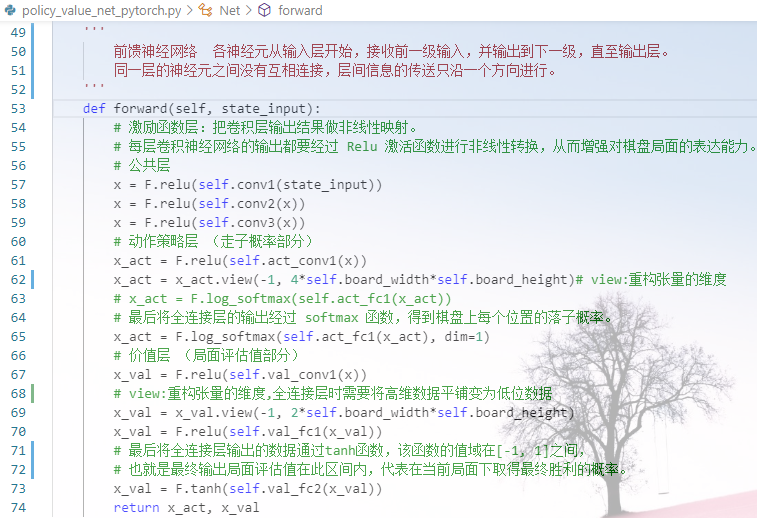 policy_value_net_pytorch.py > Net > forward
49 '''
50 前馈神经网络 各神经元从输入层开始，接收前一级输入，并输出到下一级，直至输出层。
51 同一层的神经元之间没有互相连接，层间信息的传送只沿一个方向进行。
52 '''
53 def forward(self, state_input):
54 # 激励函数层：把卷积层输出结果做非线性映射。
55 # 每层卷积神经网络的输出都要经过 Relu 激活函数进行非线性转换，从而增强对棋盘局面的表达能力。
56 # 公共层
57 x = F.relu(self.conv1(state_input))
58 x = F.relu(self.conv2(x))
59 x = F.relu(self.conv3(x))
60 # 动作策略层 （走子概率部分）
61 x_act = F.relu(self.act_conv1(x))
62 x_act = x_act.view(-1, 4*self.board_width*self.board_height)# view:重构张量的维度
63 # x_act = F.log_softmax(self.act_fc1(x_act))
64 # 最后将全连接层的输出经过 softmax 函数，得到棋盘上每个位置的落子概率。
65 x_act = F.log_softmax(self.act_fc1(x_act), dim=1)
66 # 价值层 （局面评估值部分）
67 x_val = F.relu(self.val_conv1(x))
68 # view:重构张量的维度,全连接层时需要将高维数据平铺变为低位数据
69 x_val = x_val.view(-1, 2*self.board_width*self.board_height)
70 x_val = F.relu(self.val_fc1(x_val))
71 # 最后将全连接层输出的数据通过tanh函数，该函数的值域在[-1, 1]之间，
72 # 也就是最终输出局面评估值在此区间内，代表在当前局面下取得最终胜利的概率。
73 x_val = F.tanh(self.val_fc2(x_val))
74 return x_act, x_val